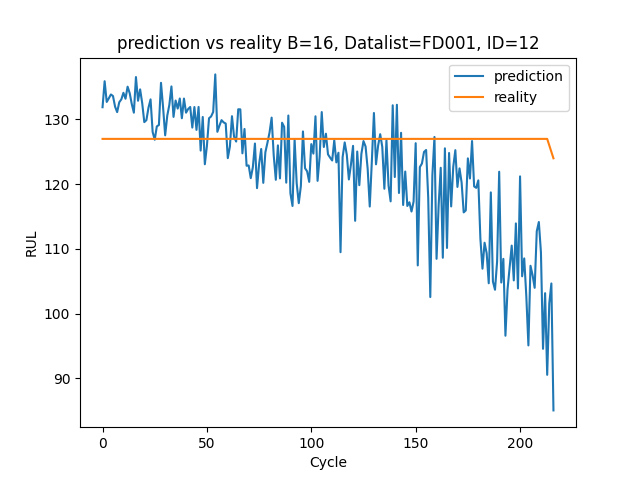 prediction vs reality B=16, Datalist=FD001, ID=12
prediction
reality
RUL
130
120
110
100
90
0
50
100
150
200
Cycle